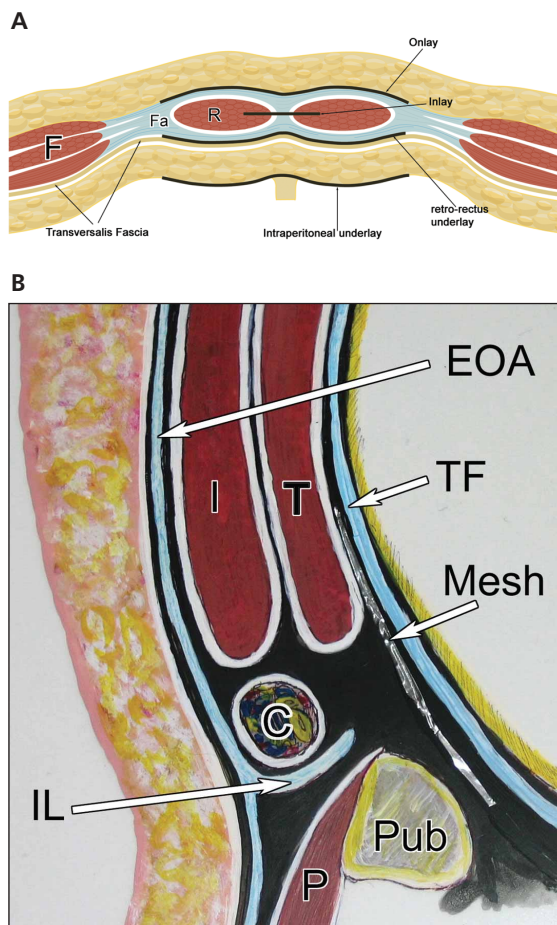 A
Onlay
Inlay
Fa
R
F
retro-rectus
underlay
Transversalis Fascia
Intraperitoneal underlay
B
EOA
TF
I
T
Mesh
C
IL
Pub
P